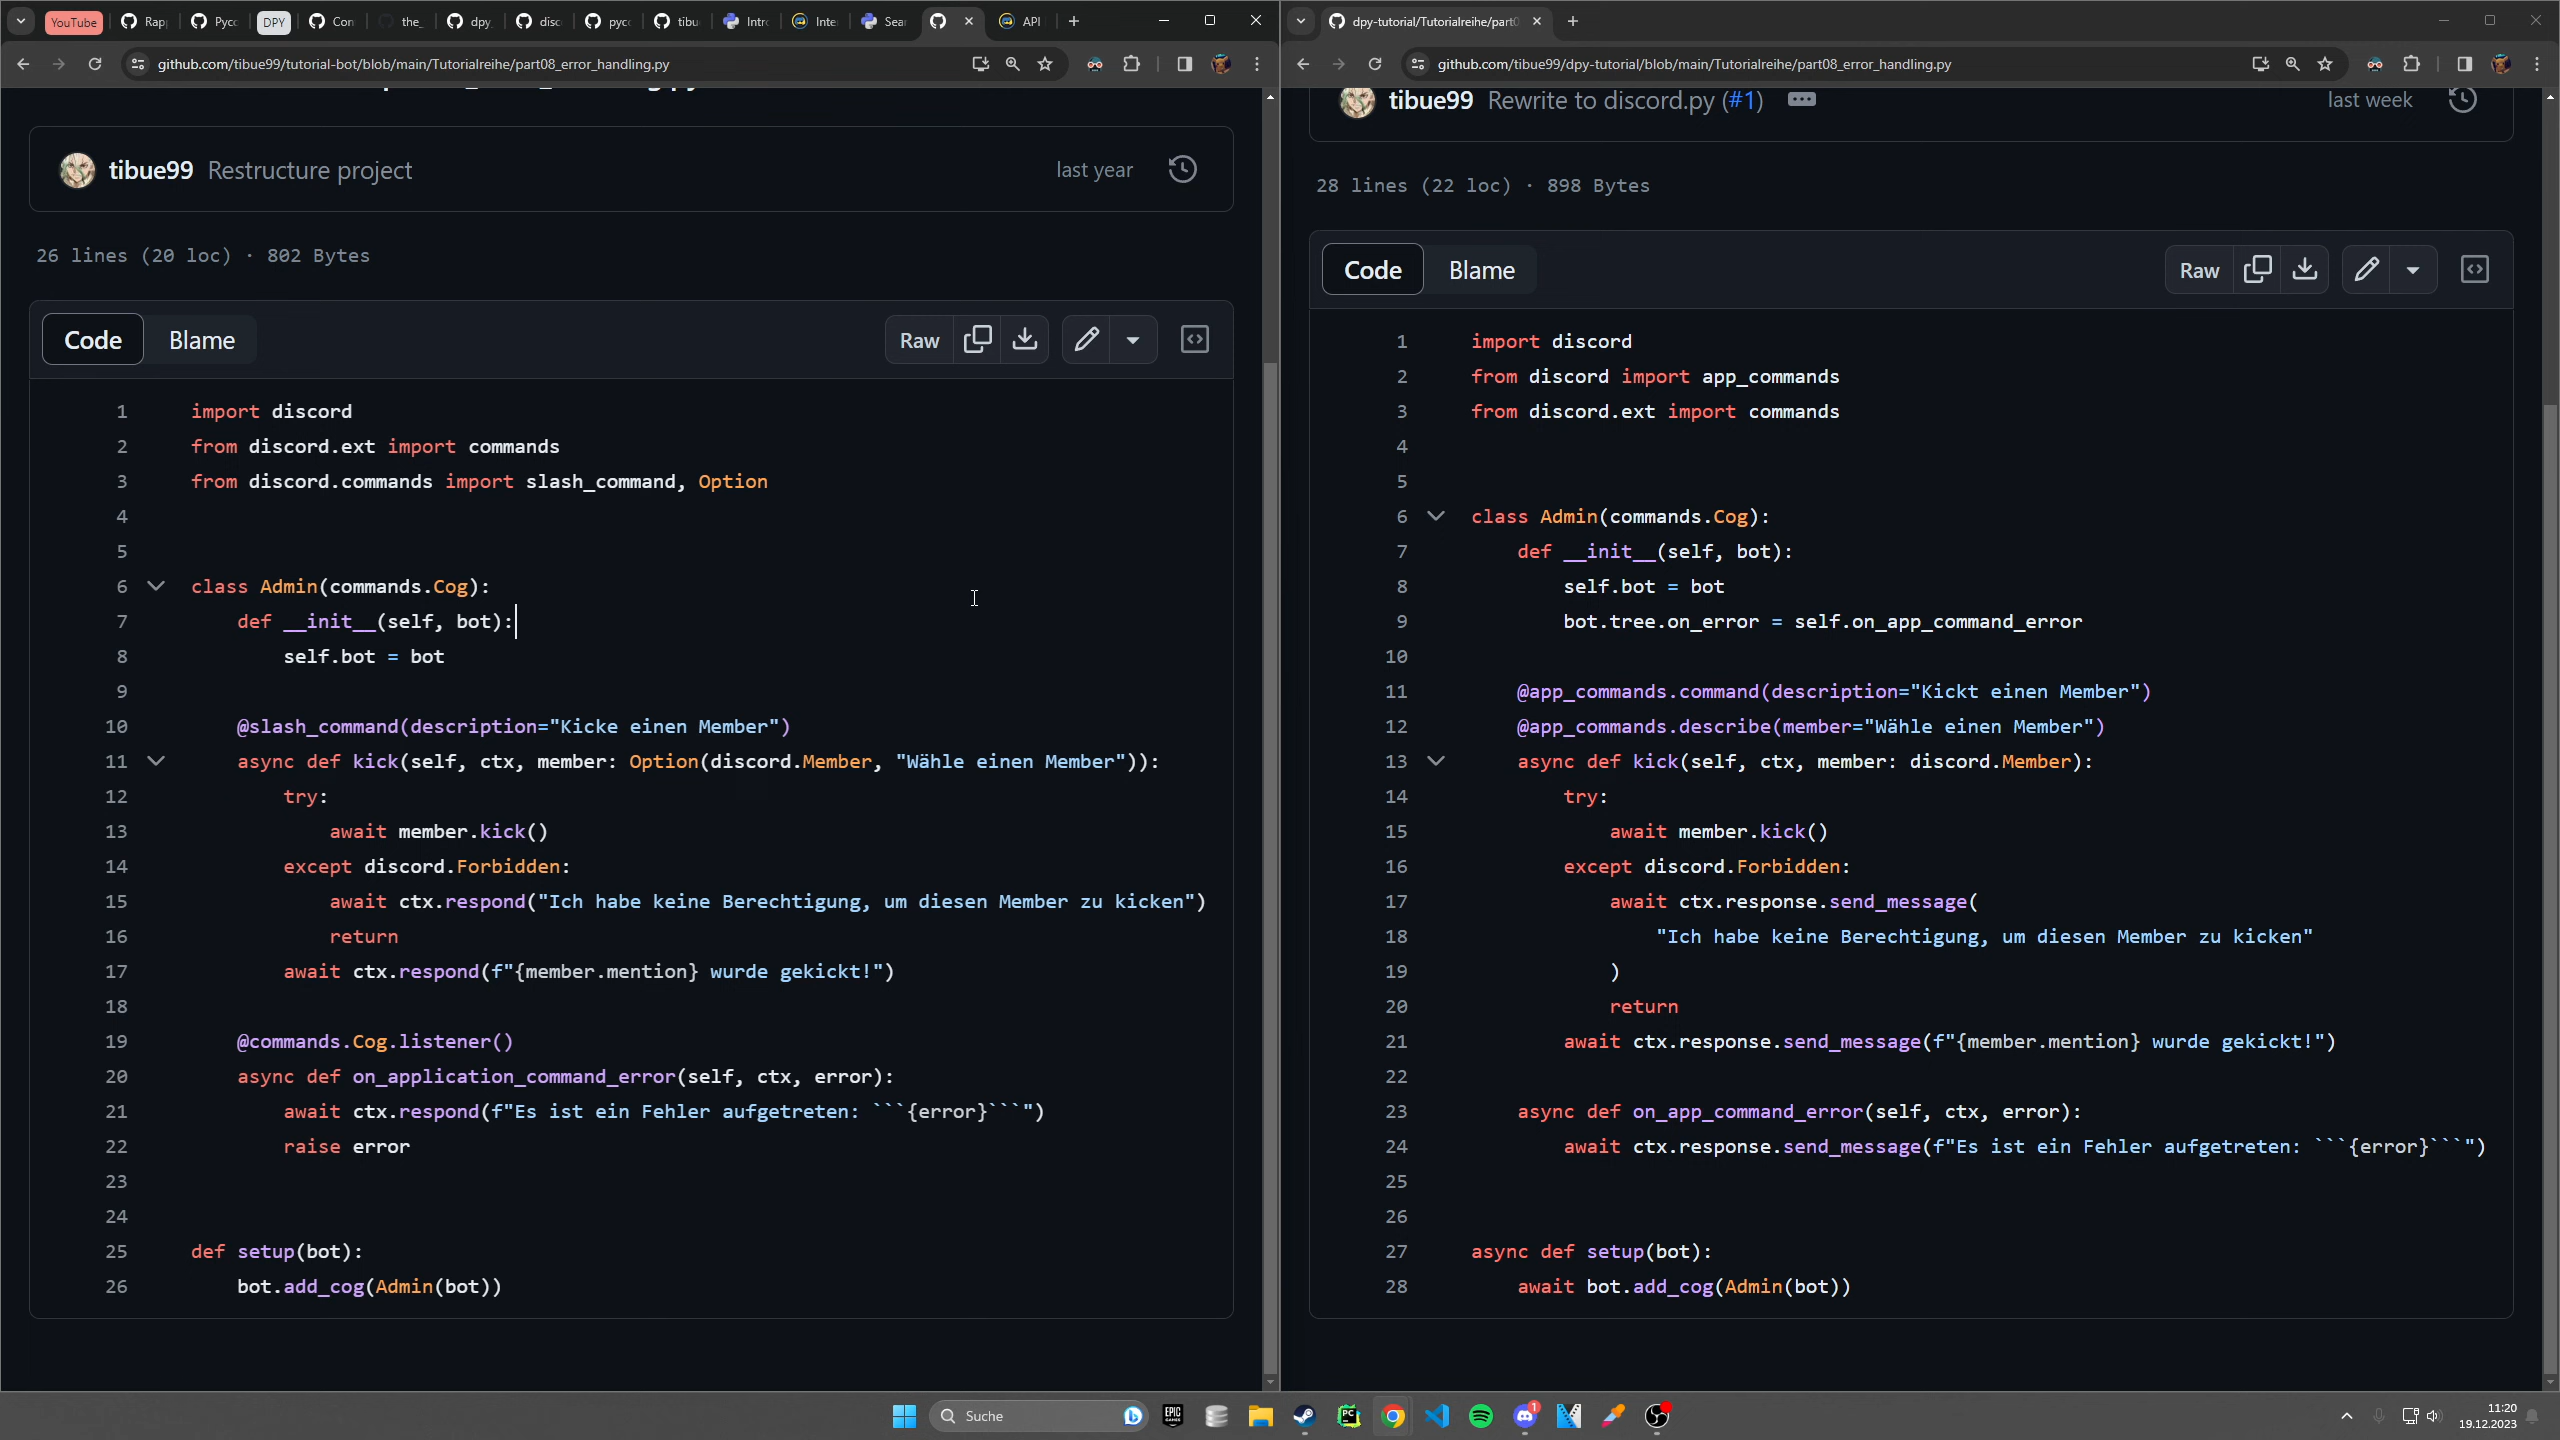 YouTube
Rap
Pyco
DPY
Con
the_
dpy_
disc
pyco
tibu
Intr
Inte
Sea
API
github.com/tibue99/tutorial-bot/blob/main/Tutorialreihe/part08_error_handling.py
tibue99 Restructure project
last year
26 lines (20 loc) · 802 Bytes
Code
Blame
Raw
1 import discord
2 from discord.ext import commands
3 from discord.commands import slash_command, Option
4
5
6 class Admin(commands.Cog):
7 def __init__(self, bot):
8 self.bot = bot
9
10 @slash_command(description="Kicke einen Member")
11 async def kick(self, ctx, member: Option(discord.Member, "Wähle einen Member")):
12 try:
13 await member.kick()
14 except discord.Forbidden:
15 await ctx.respond("Ich habe keine Berechtigung, um diesen Member zu kicken")
16 return
17 await ctx.respond(f"{member.mention} wurde gekickt!")
18
19 @commands.Cog.listener()
20 async def on_application_command_error(self, ctx, error):
21 await ctx.respond(f"Es ist ein Fehler aufgetreten: ```{error}```")
22 raise error
23
24
25 def setup(bot):
26 bot.add_cog(Admin(bot))
dpy-tutorial/Tutorialreihe/part0
github.com/tibue99/dpy-tutorial/blob/main/Tutorialreihe/part08_error_handling.py
tibue99 Rewrite to discord.py (#1)
last week
28 lines (22 loc) · 898 Bytes
Code
Blame
Raw
1 import discord
2 from discord import app_commands
3 from discord.ext import commands
4
5
6 class Admin(commands.Cog):
7 def __init__(self, bot):
8 self.bot = bot
9 bot.tree.on_error = self.on_app_command_error
10
11 @app_commands.command(description="Kickt einen Member")
12 @app_commands.describe(member="Wähle einen Member")
13 async def kick(self, ctx, member: discord.Member):
14 try:
15 await member.kick()
16 except discord.Forbidden:
17 await ctx.response.send_message(
18 "Ich habe keine Berechtigung, um diesen Member zu kicken"
19 )
20 return
21 await ctx.response.send_message(f"{member.mention} wurde gekickt!")
22
23 async def on_app_command_error(self, ctx, error):
24 await ctx.response.send_message(f"Es ist ein Fehler aufgetreten: ```{error}```")
25
26
27 async def setup(bot):
28 await bot.add_cog(Admin(bot))
Suche
EPIC GAMES
PC
1
11:20
19.12.2023